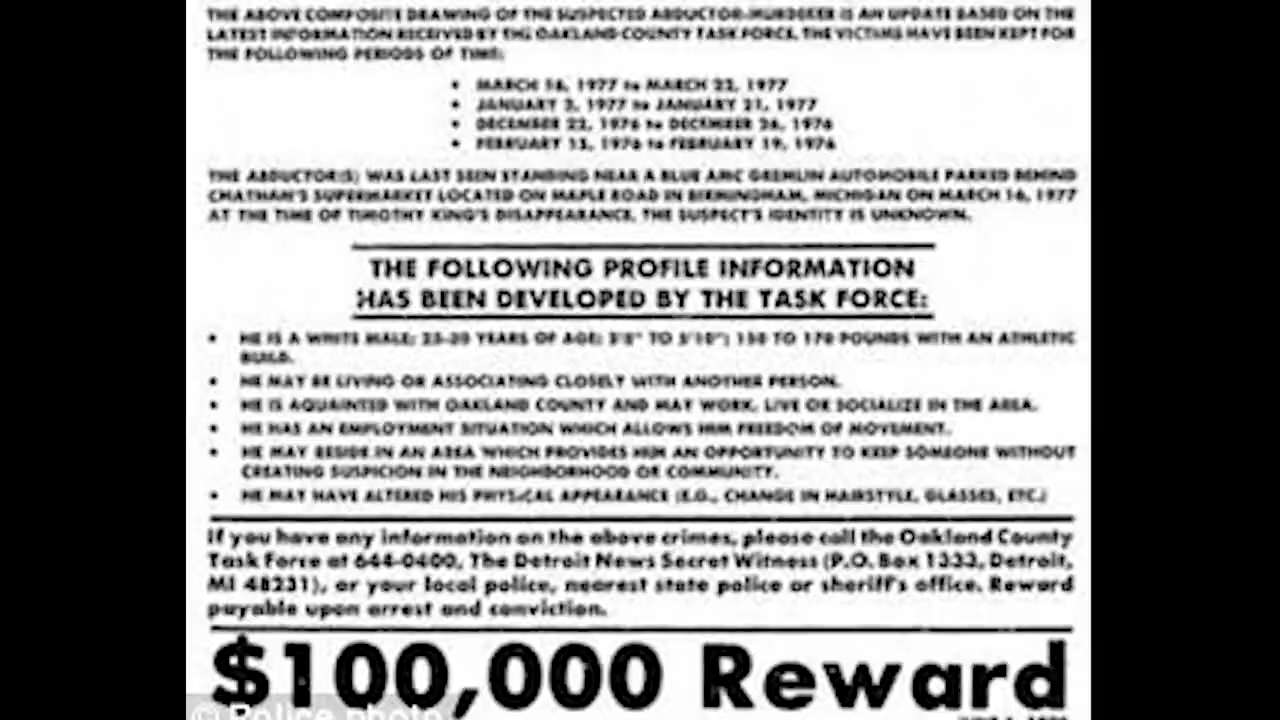 THE ABOVE COMPOSITE DRAWING OF THE SUSPECTED ABDUCTOR-MURDERER IS AN UPDATE BASED ON THE
LATEST INFORMATION RECEIVED BY THE OAKLAND COUNTY TASK FORCE. THE VICTIMS HAVE BEEN KEPT FOR
THE FOLLOWING PERIODS OF TIME:
• MARCH 16, 1977 to MARCH 22, 1977
• JANUARY 2, 1977 to JANUARY 21, 1977
• DECEMBER 22, 1976 to DECEMBER 26, 1976
• FEBRUARY 15, 1976 to FEBRUARY 19, 1976
THE ABDUCTOR(S) WAS LAST SEEN STANDING NEAR A BLUE AMC GREMLIN AUTOMOBILE PARKED BEHIND
CHATHAM'S SUPERMARKET LOCATED ON MAPLE ROAD IN BIRMINGHAM, MICHIGAN ON MARCH 16, 1977
AT THE TIME OF TIMOTHY KING'S DISAPPEARANCE. THE SUSPECT'S IDENTITY IS UNKNOWN.
THE FOLLOWING PROFILE INFORMATION
HAS BEEN DEVELOPED BY THE TASK FORCE:
• HE IS A WHITE MALE; YEARS OF AGE; TO 5'10"; 150 TO 170 POUNDS WITH AN ATHLETIC
BUILD.
• HE MAY BE LIVING OR ASSOCIATING CLOSELY WITH ANOTHER PERSON.
• HE IS AQUAINTED WITH OAKLAND COUNTY AND MAY WORK, LIVE OR SOCIALIZE IN THE AREA.
• HE HAS AN EMPLOYMENT SITUATION WHICH ALLOWS HIM FREEDOM OF MOVEMENT.
• HE MAY RESIDE IN AN AREA WHICH PROVIDES HIM AN OPPORTUNITY TO KEEP SOMEONE WITHOUT
CREATING SUSPICION IN THE NEIGHBORHOOD OR COMMUNITY.
• HE MAY HAVE ALTERED HIS PHYSICAL APPEARANCE (E.G., CHANGE IN HAIRSTYLE, GLASSES, ETC.)
If you have any information on the above crimes, please call the Oakland County
Task Force at 644-0400, The Detroit News Secret Witness (P.O. Box 1333, Detroit,
MI 48231), or your local police, nearest state police or sheriff's office. Reward
payable upon arrest and conviction.
$100,000 Reward
© Police photo